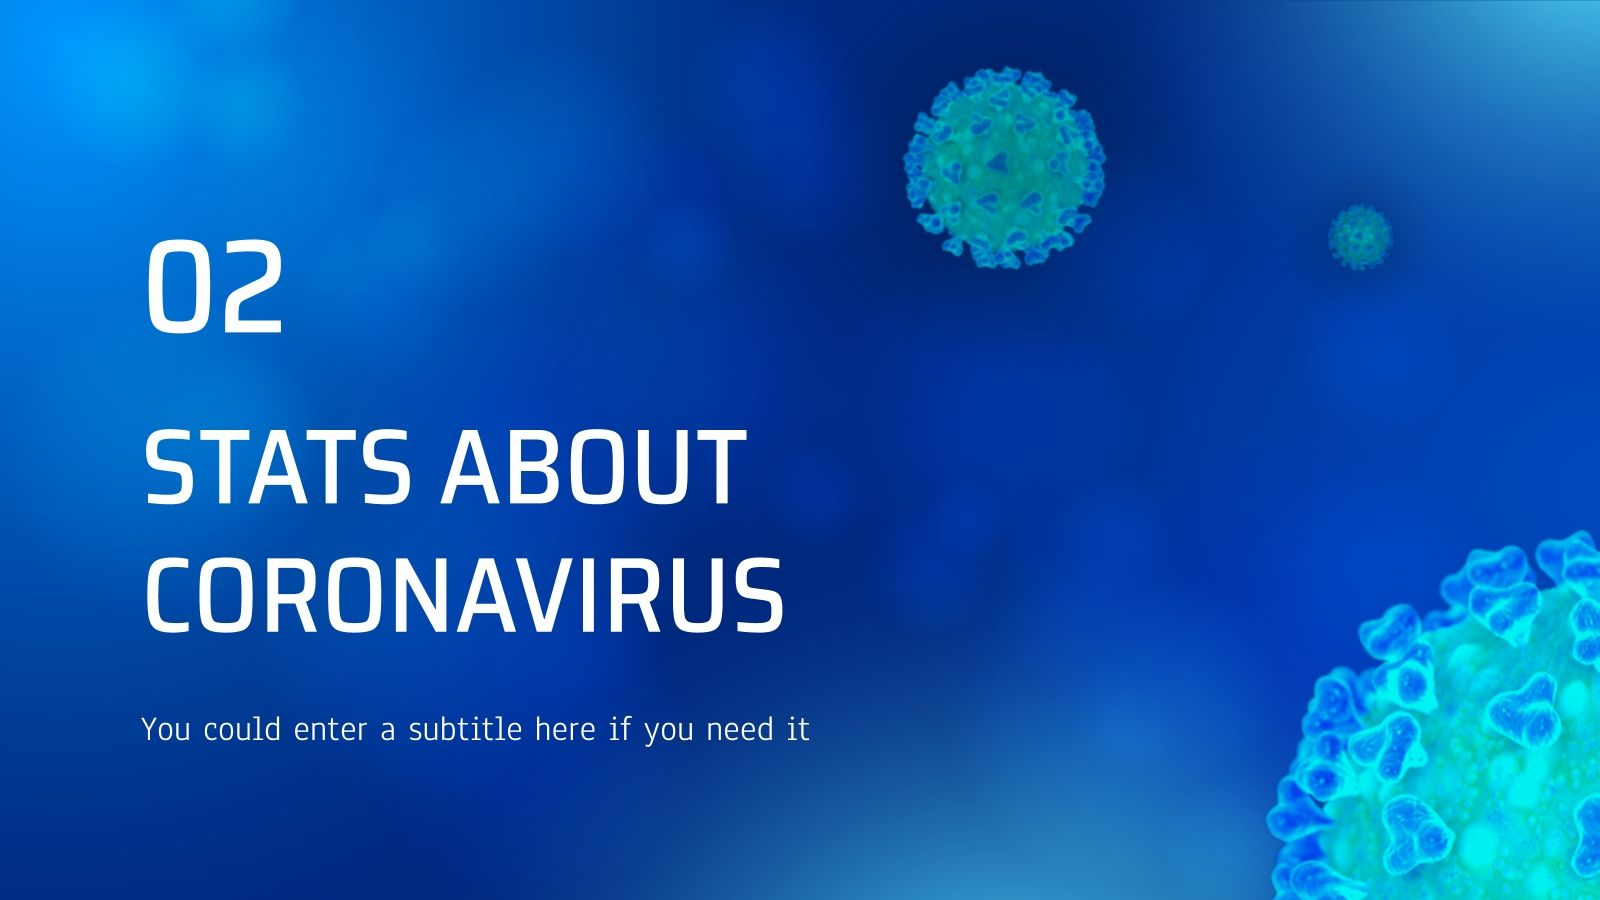 02
STATS ABOUT
CORONAVIRUS
You could enter a subtitle here if you need it